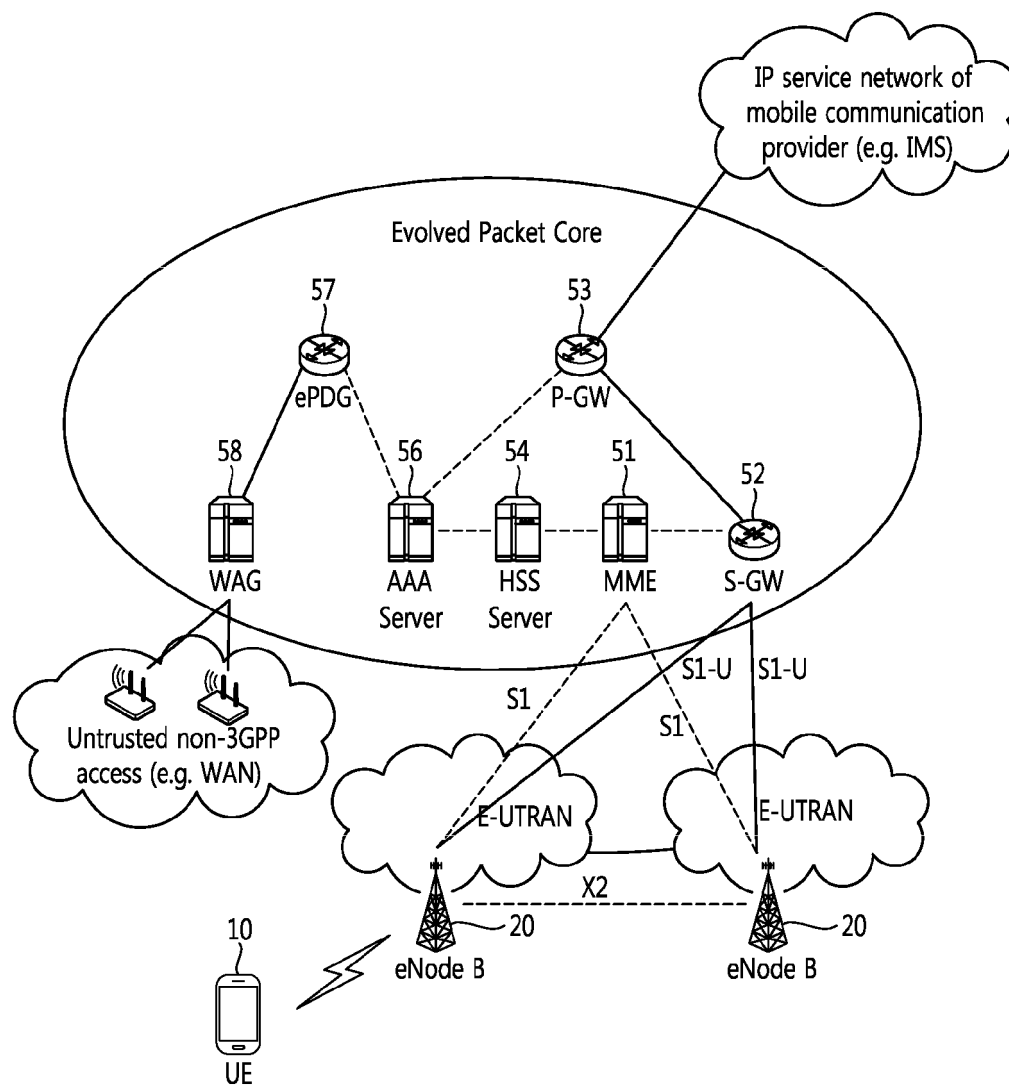 IP service network of
mobile communication
provider (e.g. IMS)
Evolved Packet Core
57
53
ePDG
P-GW
58
56
54
51
52
WAG
AAA
Server
HSS
Server
MME
S-GW
S1-U
S1-U
S1
S1
Untrusted non-3GPP
access (e.g. WAN)
E-UTRAN
E-UTRAN
X2
20
20
eNode B
eNode B
10
UE